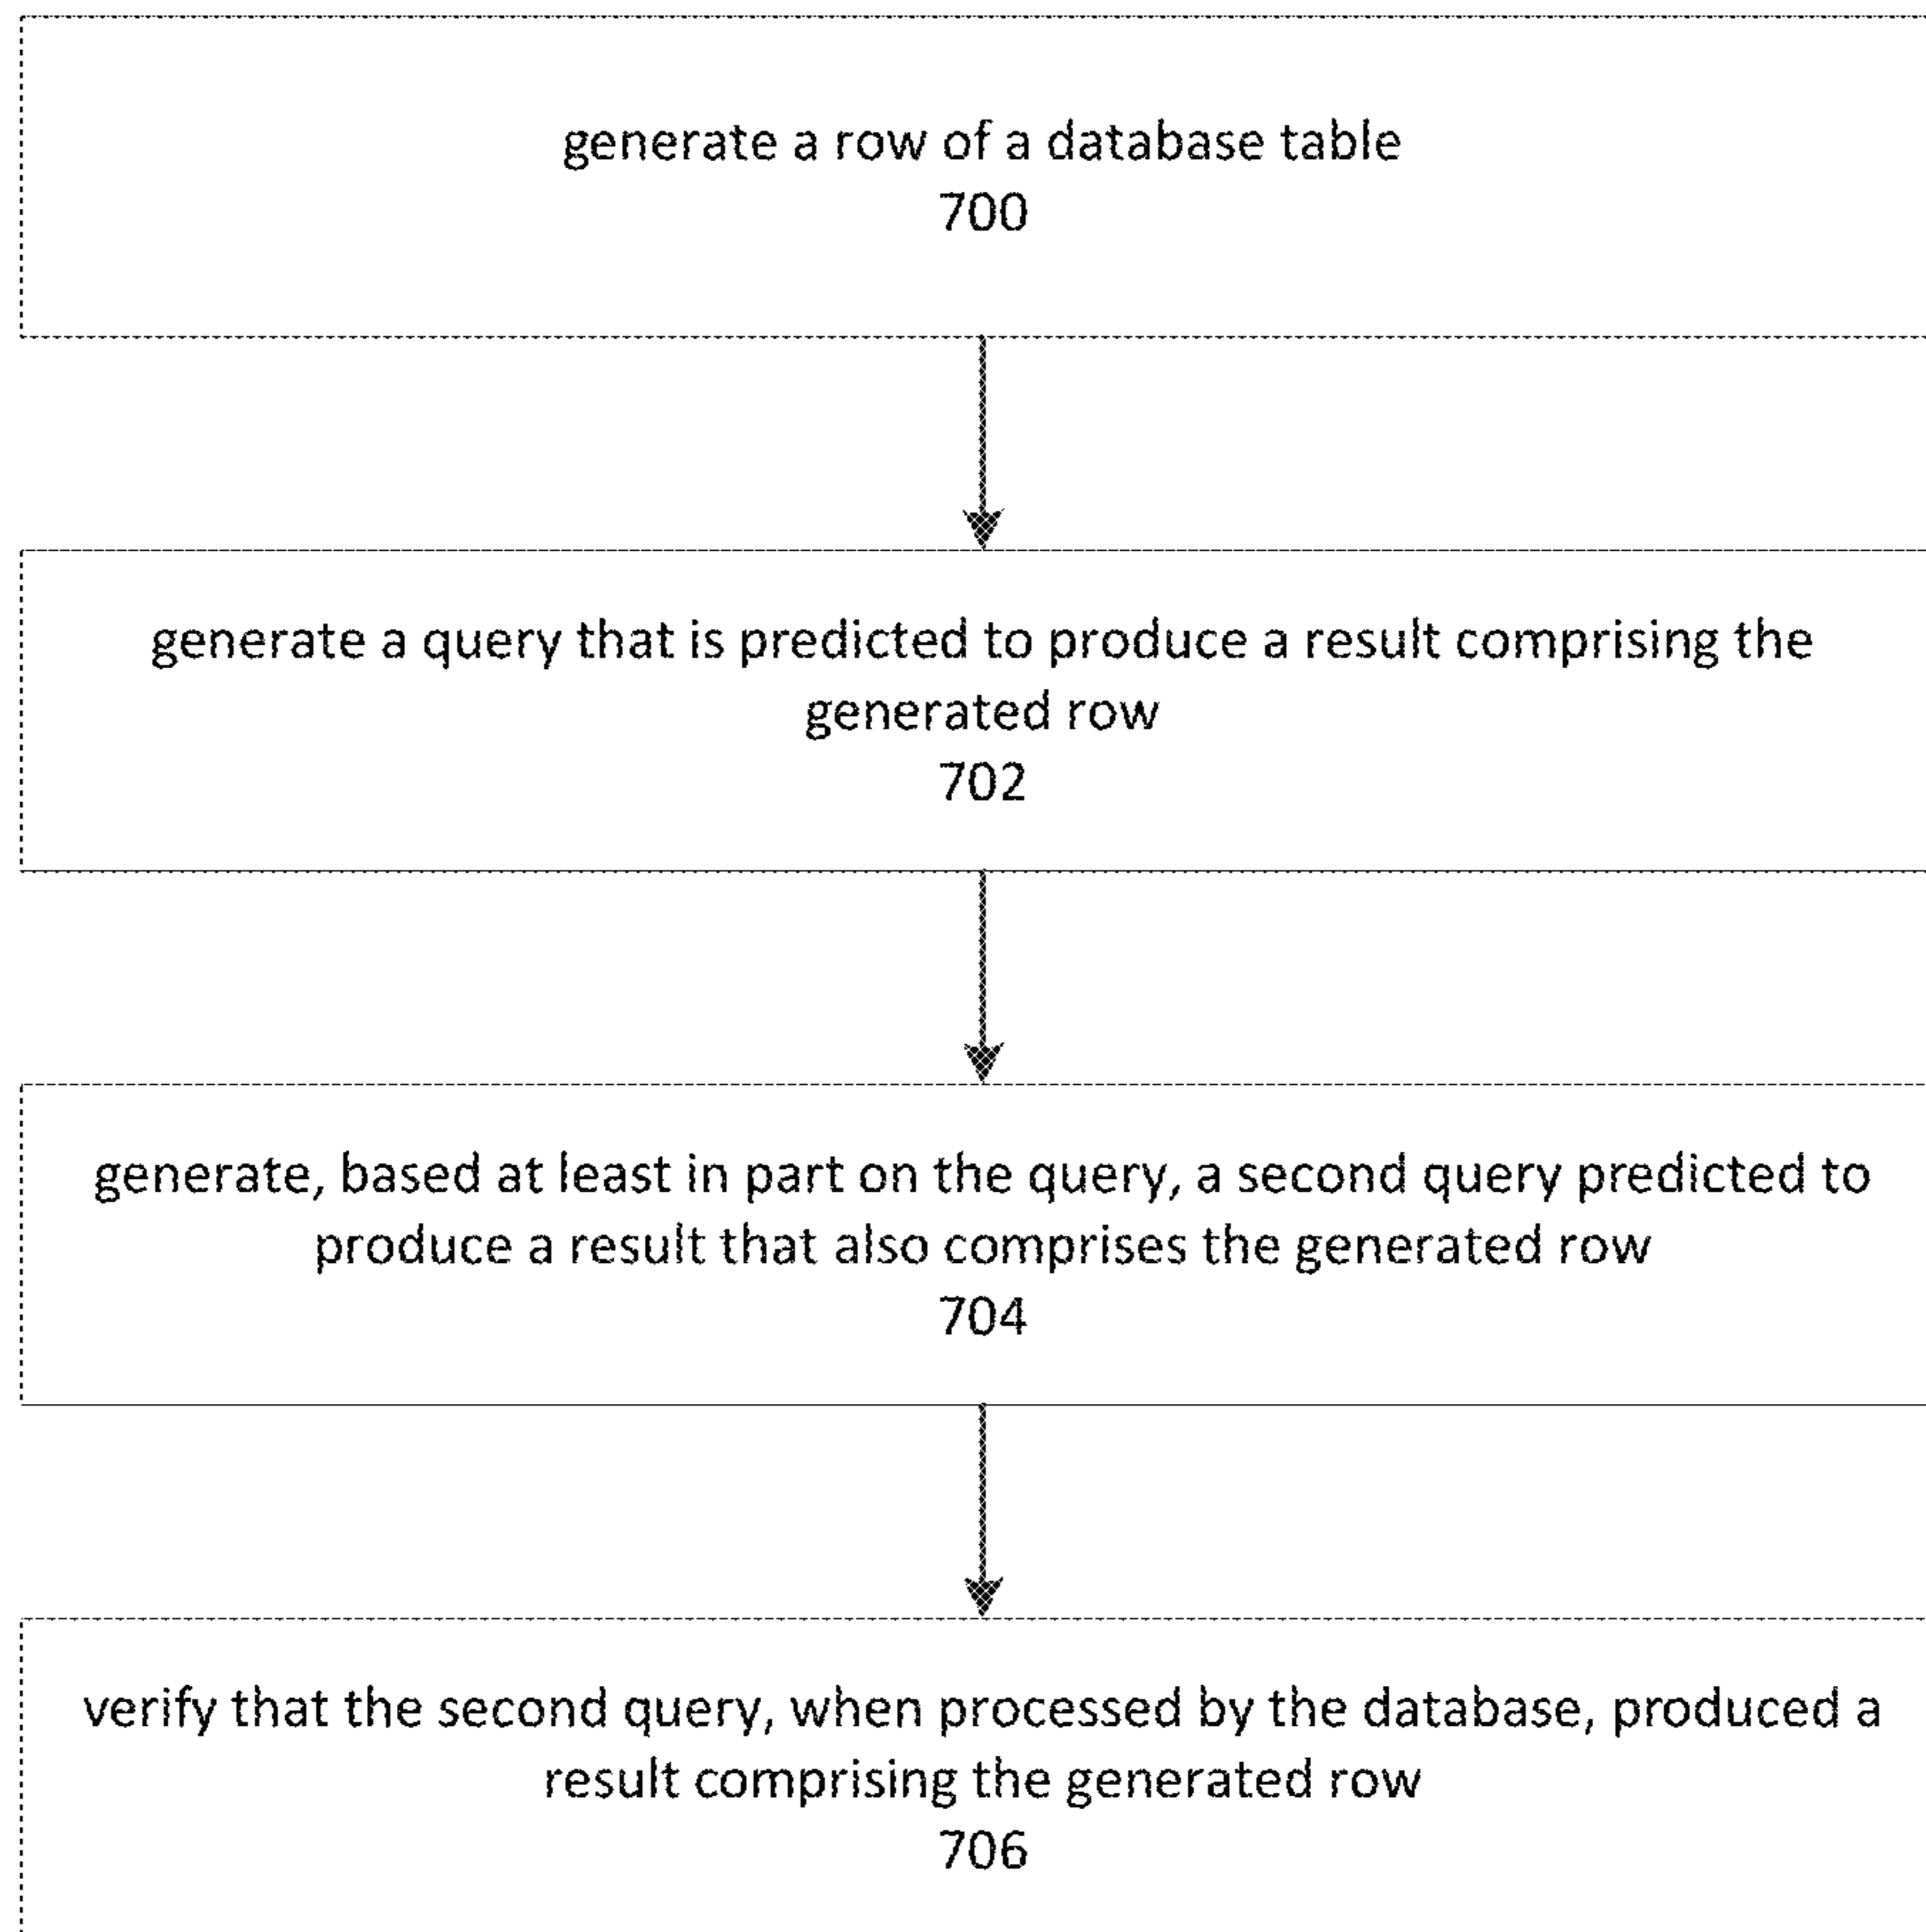 generate a row of a database table
700
generate a query that is predicted to produce a result comprising the
generated row
702
generate, based at least in part on the query, a second query predicted to
produce a result that also comprises the generated row
704
verify that the second query, when processed by the database, produced a
result comprising the generated row
706